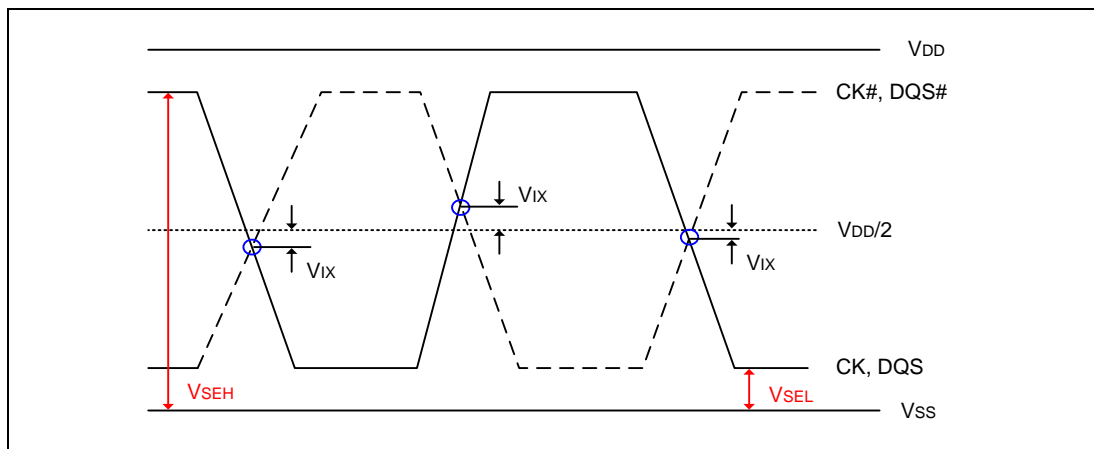 VDD
CK#, DQS#
VIX
VDD/2
VIX
VIX
CK, DQS
VSEH
VSEL
VSS